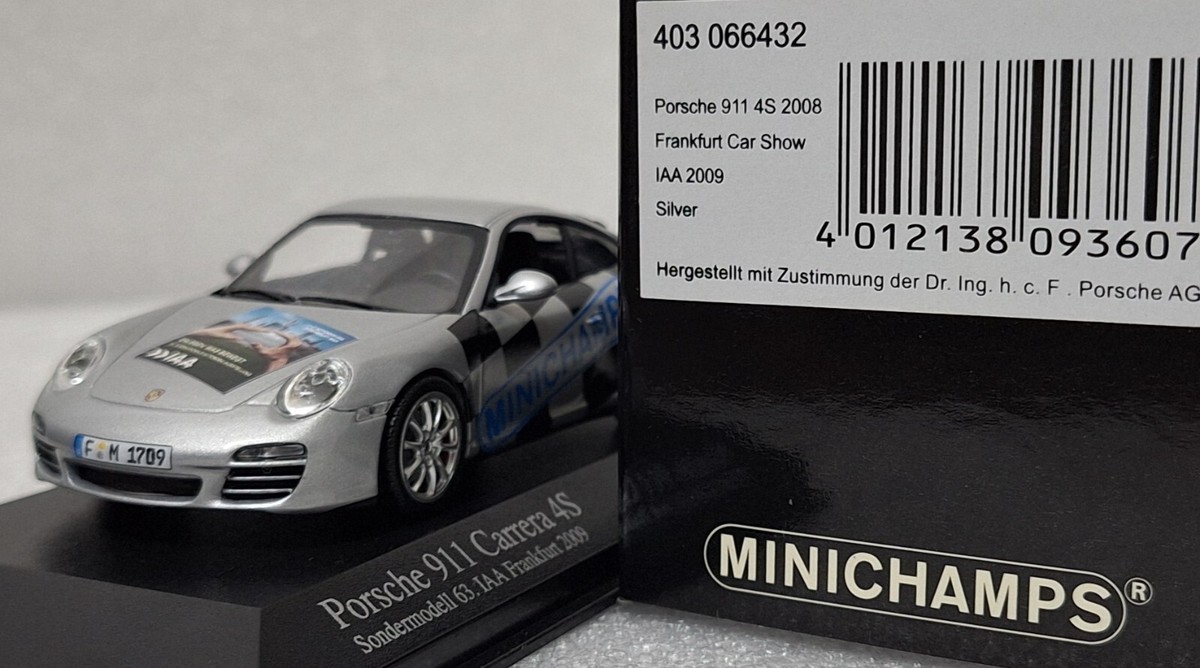 403 066432
Porsche 911 4S 2008
Frankfurt Car Show
IAA 2009
Silver
4 012138 093607
Hergestellt mit Zustimmung der Dr. Ing. h. c. F . Porsche AG
MINICHAMPS®
IAA
F M 1709
MINICHAMP
Porsche 911 Carrera 4S
Sondermodell 63. IAA Frankfurt 2009